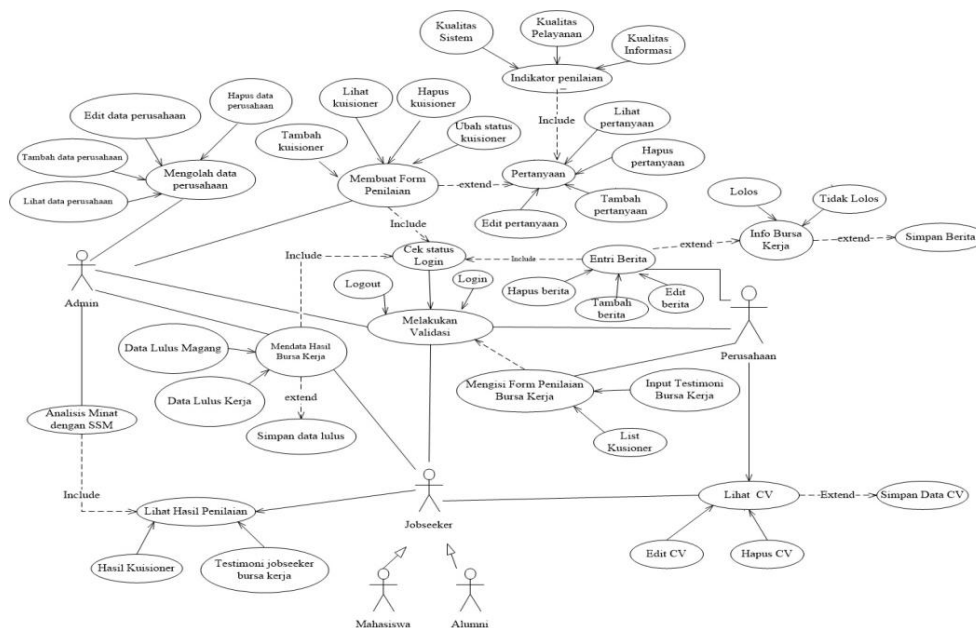 Kualitas
Sistem
Kualitas
Pelayanan
Kualitas
Informasi
Indikator penilaian
Include
Hapus data
perusahaan
Edit data perusahaan
Tambah data perusahaan
Lihat data perusahaan
Mengolah data
perusahaan
Lihat
kuisioner
Hapus
kuisioner
Tambah
kuisioner
Ubah status
kuisioner
Membuat Form
Penilaian
extend
Lihat
pertanyaan
Hapus
pertanyaan
Pertanyaan
Tambah
pertanyaan
Edit pertanyaan
Include
Lolos
Tidak Lolos
Info Bursa
Kerja
extend
extend
Simpan Berita
Include
Cek status
Login
Include
Entri Berita
Hapus berita
Tambah
berita
Edit
berita
Admin
Logout
Login
Melakukan
Validasi
Perusahaan
Data Lulus Magang
Mendata Hasil
Bursa Kerja
Data Lulus Kerja
extend
Simpan data lulus
Mengisi Form Penilaian
Bursa Kerja
Input Testimoni
Bursa Kerja
List
Kusioner
Analisis Minat
dengan SSM
Include
Lihat Hasil Penilaian
Hasil Kuisioner
Testimoni jobseeker
bursa kerja
Jobseeker
Lihat CV
Extend
Simpan Data CV
Edit CV
Hapus CV
Mahasiswa
Alumni